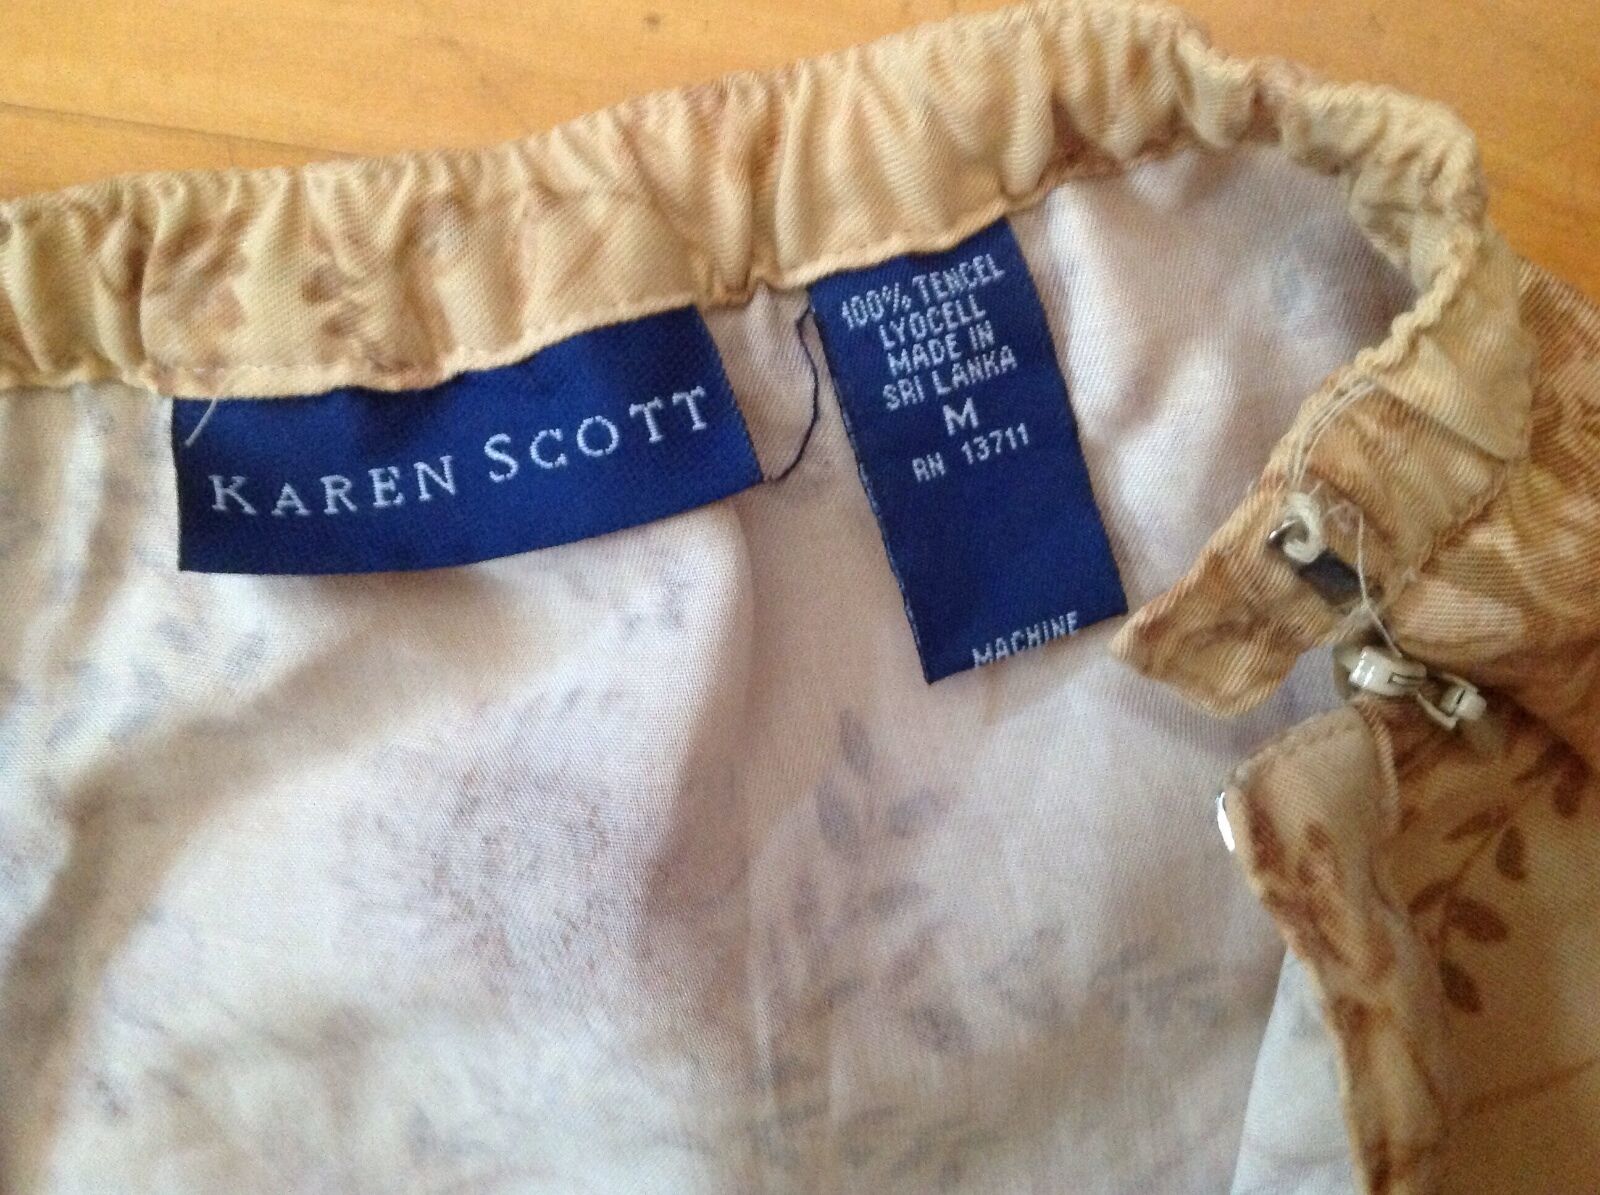 KAREN SCOTT
100% TENCEL
LYOCELL
MADE IN
SRI LANKA
M
RN 13711
MACHINE